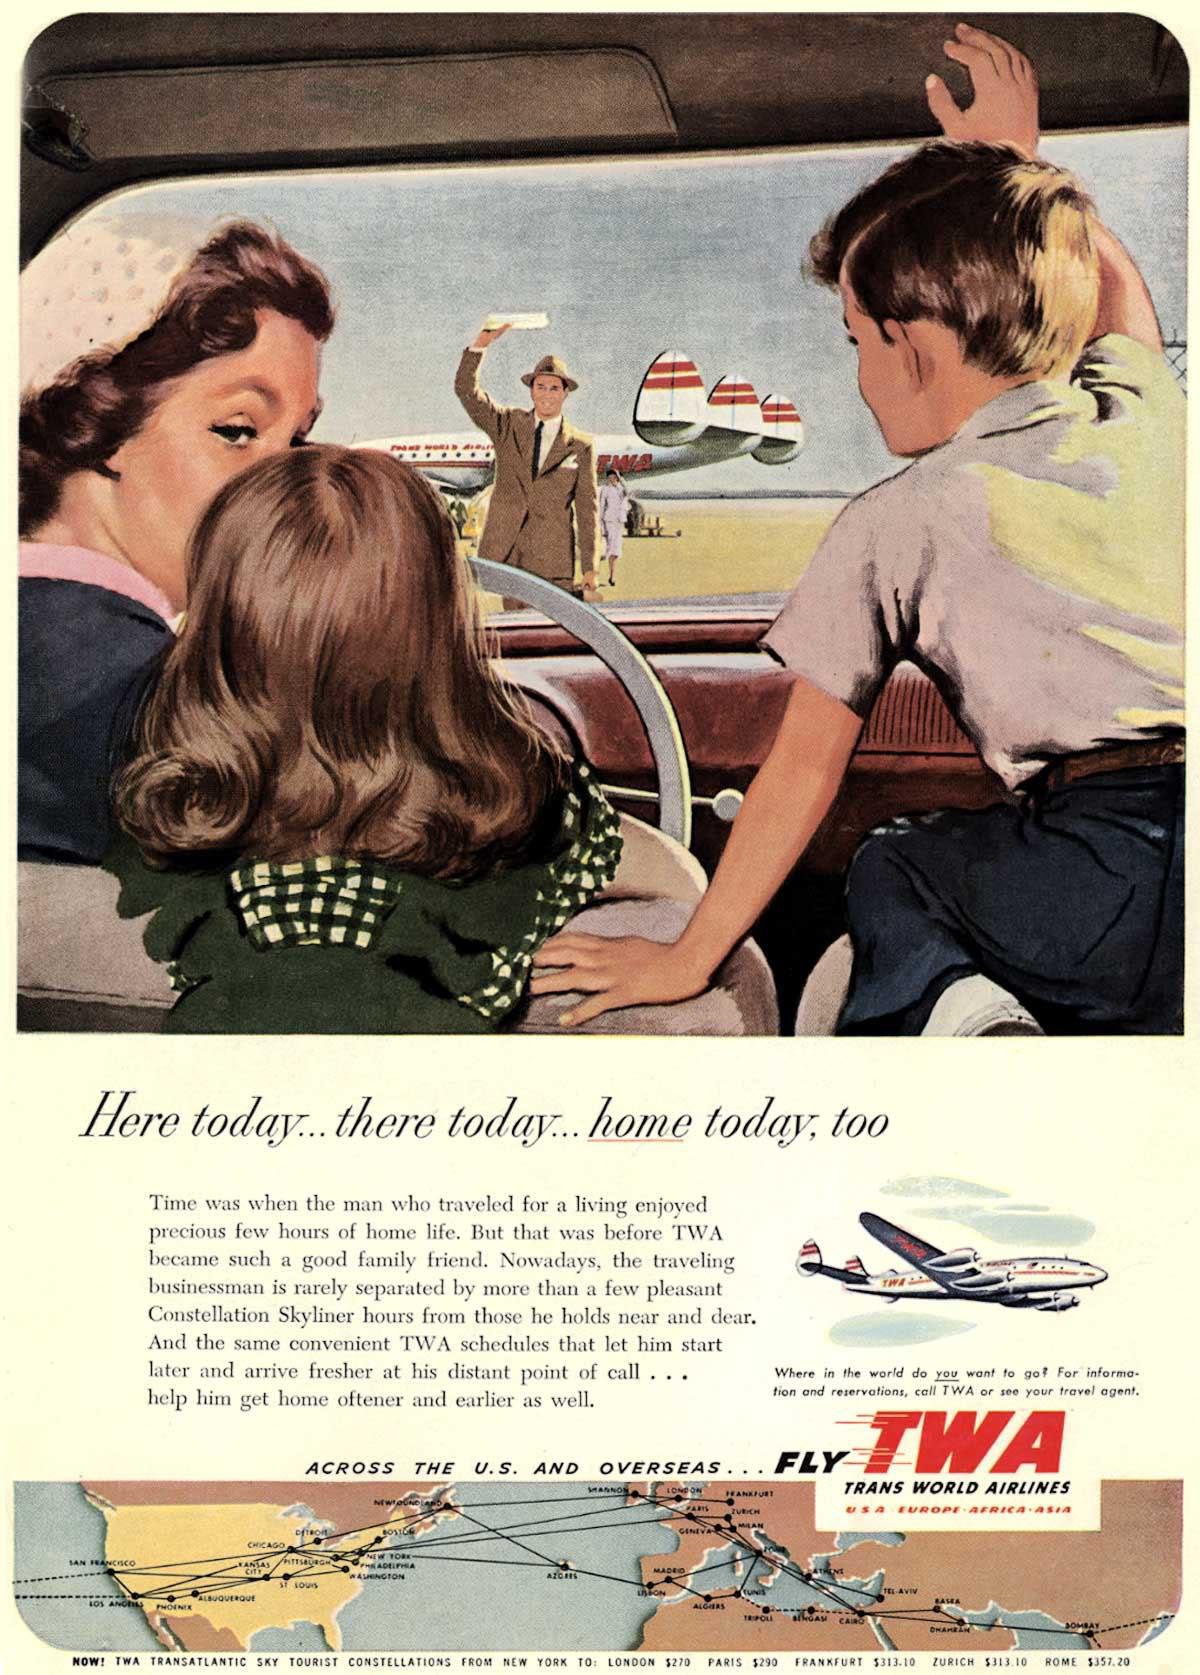 TRANS WORLD AIRLIN
TWA
Here today... there today... home today, too
Time was when the man who traveled for a living enjoyed
precious few hours of home life. But that was before TWA
became such a good family friend. Nowadays, the traveling
businessman is rarely separated by more than a few pleasant
Constellation Skyliner hours from those he holds near and dear.
And the same convenient TWA schedules that let him start
later and arrive fresher at his distant point of call . . .
help him get home oftener and earlier as well.
TWA
Where in the world do you want to go? For informa-
tion and reservations, call TWA or see your travel agent.
ACROSS THE U.S. AND OVERSEAS . . . FLY TWA
TRANS WORLD AIRLINES
U·S·A · EUROPE · AFRICA · ASIA
SAN FRANCISCO
LOS ANGELES
PHOENIX
ALBUQUERQUE
KANSAS
CITY
ST LOUIS
CHICAGO
DETROIT
PITTSBURGH
BOSTON
NEW YORK
PHILADELPHIA
WASHINGTON
NEWFOUNDLAND
AZORES
SHANNON
LONDON
FRANKFURT
PARIS
ZURICH
GENEVA
MILAN
ROME
MADRID
LISBON
ALGIERS
TUNIS
TRIPOLI
BENGASI
ATHENS
CAIRO
TEL-AVIV
BASRA
DHAHRAN
BOMBAY
NOW! TWA TRANSATLANTIC SKY TOURIST CONSTELLATIONS FROM NEW YORK TO: LONDON $270 PARIS $290 FRANKFURT $313.10 ZURICH $313.10 ROME $357.20